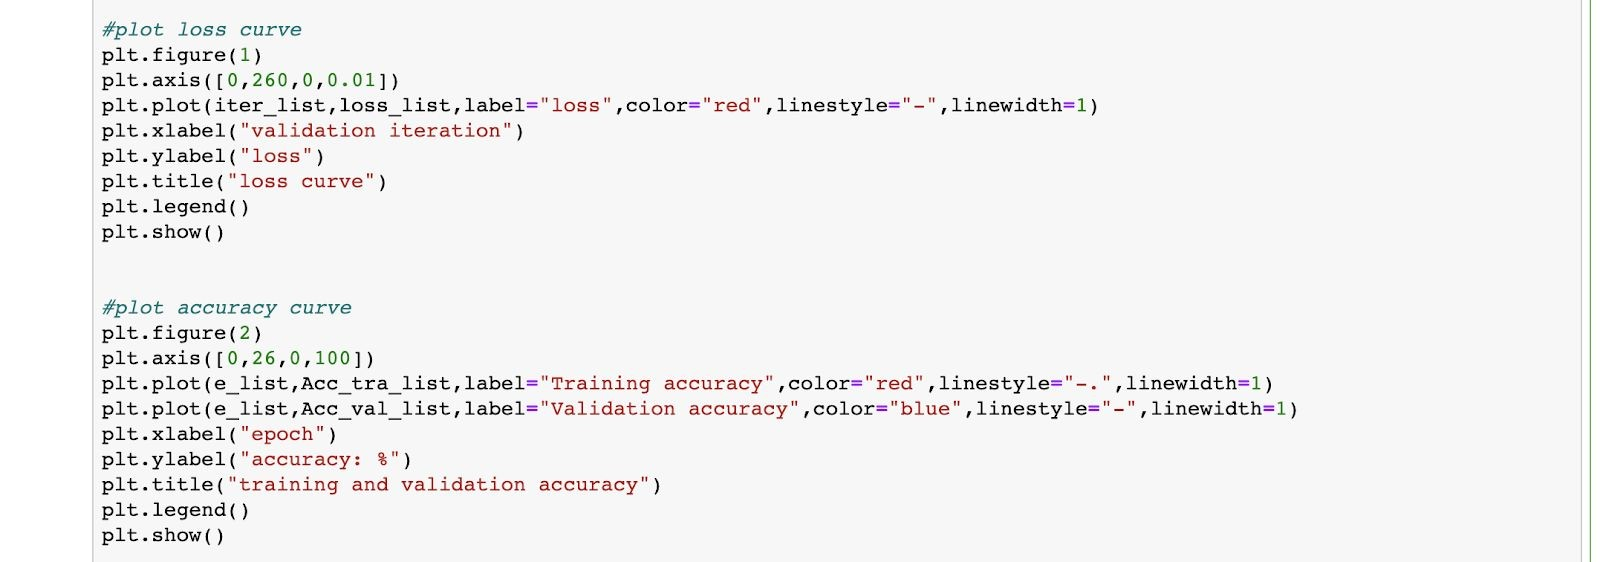 #plot loss curve
plt.figure(1)
plt.axis([0,260,0,0.01])
plt.plot(iter_list,loss_list,label="loss",color="red",linestyle="-",linewidth=1)
plt.xlabel("validation iteration")
plt.ylabel("loss")
plt.title("loss curve")
plt.legend()
plt.show()
#plot accuracy curve
plt.figure(2)
plt.axis([0,26,0,100])
plt.plot(e_list,Acc_tra_list,label="Training accuracy",color="red",linestyle="-.",linewidth=1)
plt.plot(e_list,Acc_val_list,label="Validation accuracy",color="blue",linestyle="-",linewidth=1)
plt.xlabel("epoch")
plt.ylabel("accuracy: %")
plt.title("training and validation accuracy")
plt.legend()
plt.show()